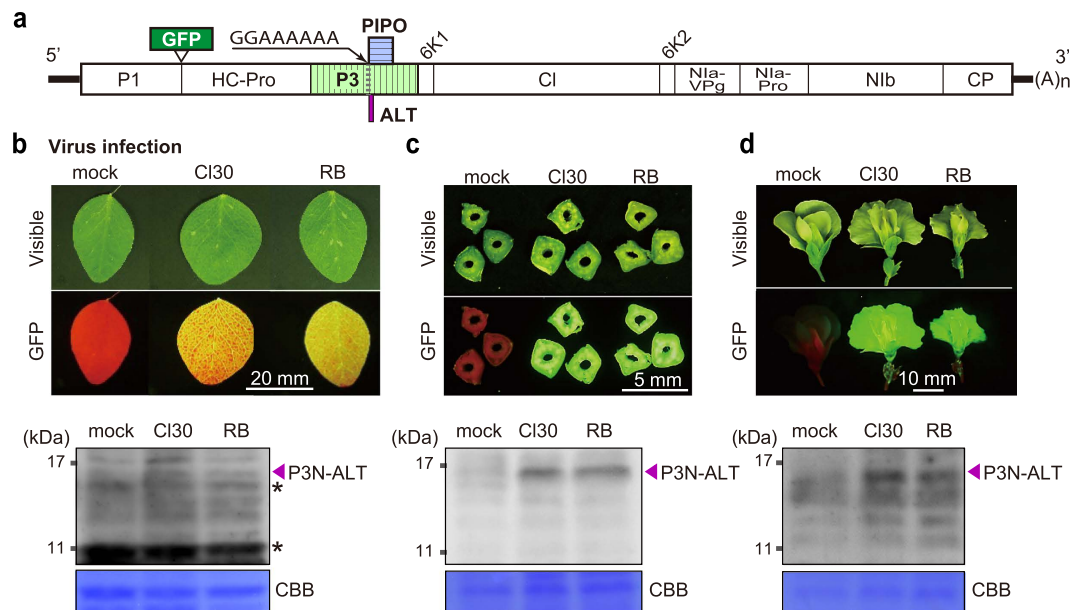 a
GFP
GGAAAAAA
PIPO
6K1
6K2
5’
3’
P1
HC-Pro
P3
CI
NIa-
VPg
NIa-
Pro
NIb
CP
(A)n
ALT
b Virus infection
mock CI30 RB
Visible
GFP
20 mm
(kDa) mock CI30 RB
17
P3N-ALT
*
11
*
CBB
c
mock CI30 RB
Visible
GFP
5 mm
(kDa) mock CI30 RB
17
P3N-ALT
11
CBB
d
mock CI30 RB
Visible
GFP
10 mm
(kDa) mock CI30 RB
17
P3N-ALT
11
CBB